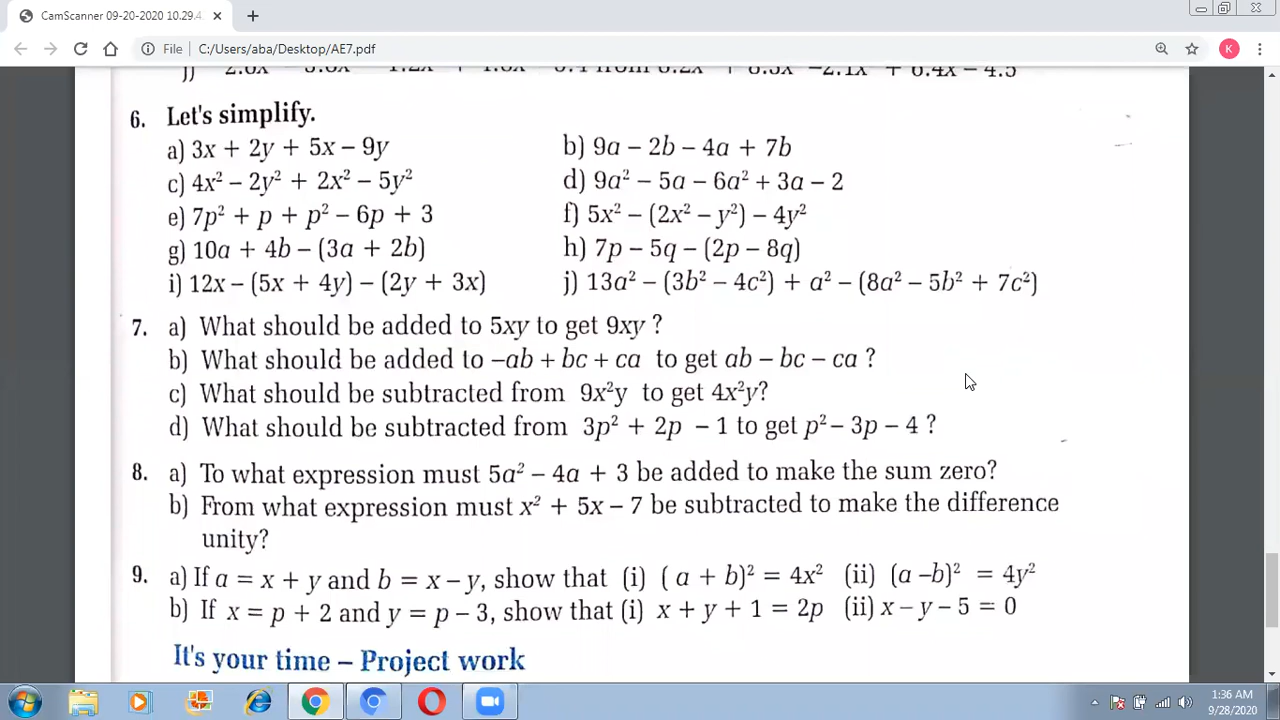 CamScanner 09-20-2020 10.29.4
File C:/Users/aba/Desktop/AE7.pdf
K
6. Let's simplify.
a) 3x + 2y + 5x – 9y b) 9a – 2b – 4a + 7b
c) 4x² – 2y² + 2x² – 5y² d) 9a² – 5a – 6a² + 3a – 2
e) 7p² + p + p² – 6p + 3 f) 5x² – (2x² – y²) – 4y²
g) 10a + 4b – (3a + 2b) h) 7p – 5q – (2p – 8q)
i) 12x – (5x + 4y) – (2y + 3x) j) 13a² – (3b² – 4c²) + a² – (8a² – 5b² + 7c²)
7. a) What should be added to 5xy to get 9xy ?
b) What should be added to –ab + bc + ca to get ab – bc – ca ?
c) What should be subtracted from 9x²y to get 4x²y?
d) What should be subtracted from 3p² + 2p – 1 to get p² – 3p – 4 ?
8. a) To what expression must 5a² – 4a + 3 be added to make the sum zero?
b) From what expression must x² + 5x – 7 be subtracted to make the difference
unity?
9. a) If a = x + y and b = x – y, show that (i) ( a + b)² = 4x² (ii) (a –b)² = 4y²
b) If x = p + 2 and y = p – 3, show that (i) x + y + 1 = 2p (ii) x – y – 5 = 0
It's your time – Project work
1:36 AM
9/28/2020